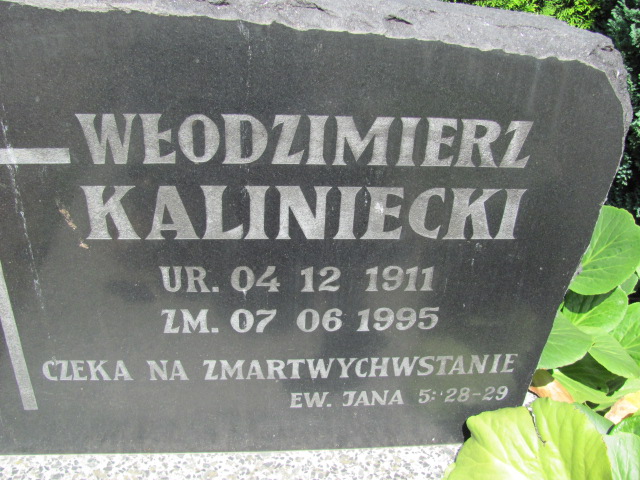 WŁODZIMIERZ
KALINIECKI
UR. 04 12 1911
ZM. 07 06 1995
CZEKA NA ZMARTWYCHWSTANIE
EW. JANA 5: 28-29